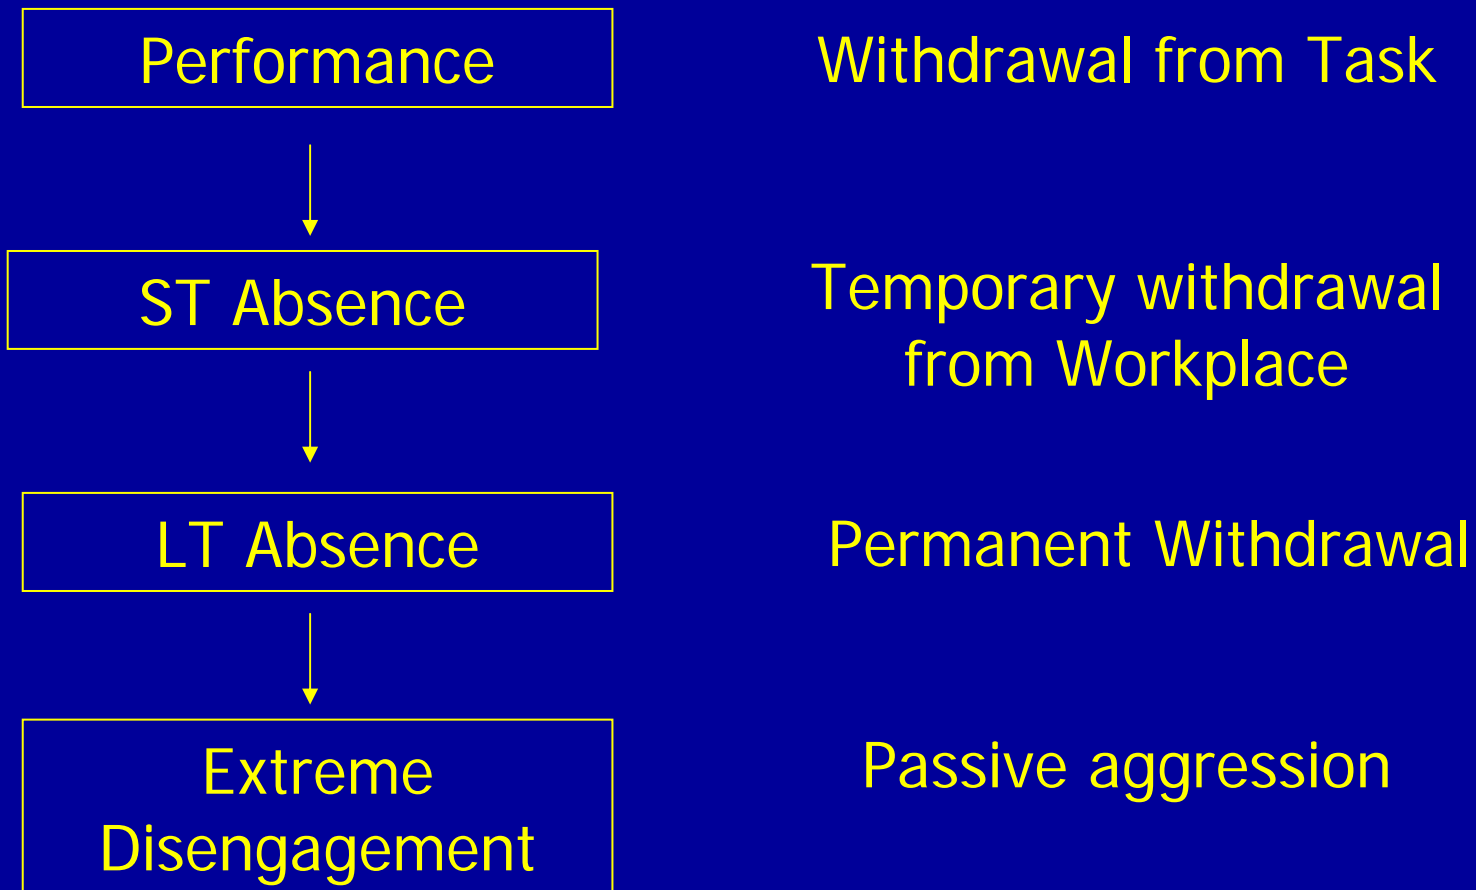 Performance
Withdrawal from Task
ST Absence
Temporary withdrawal
from Workplace
LT Absence
Permanent Withdrawal
Extreme
Disengagement
Passive aggression